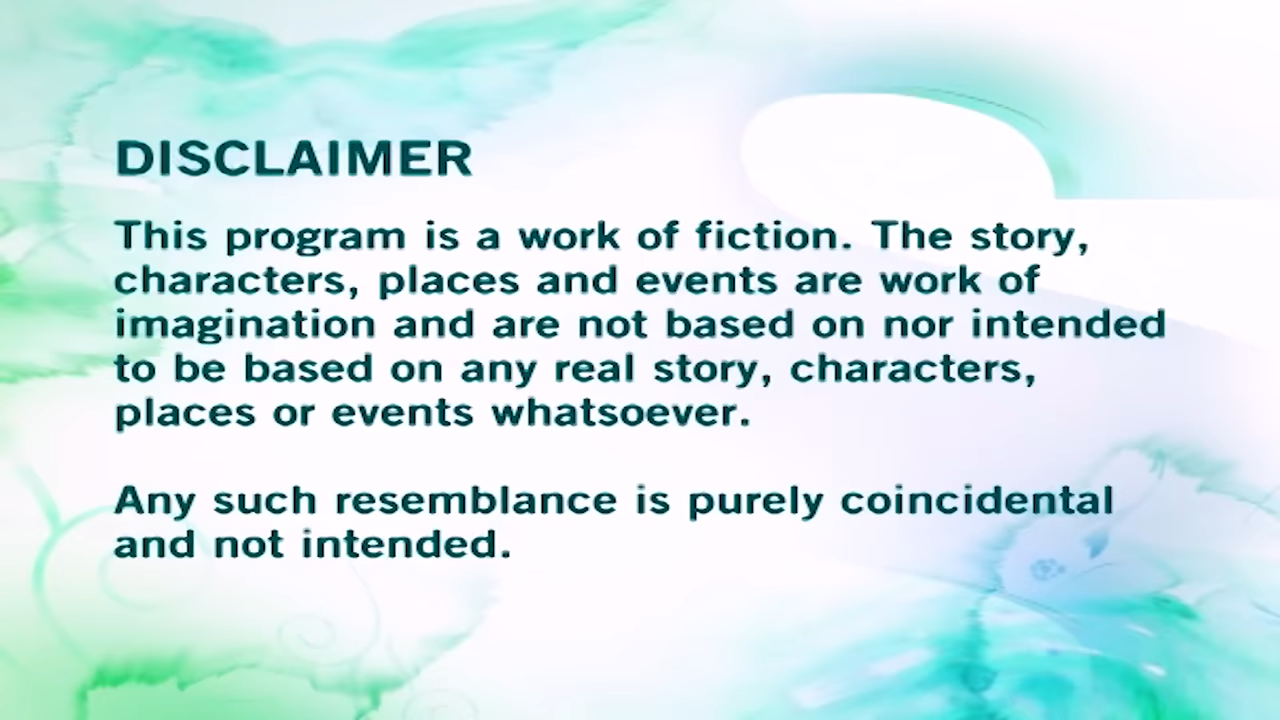 DISCLAIMER
This program is a work of fiction. The story,
characters, places and events are work of
imagination and are not based on nor intended
to be based on any real story, characters,
places or events whatsoever.
Any such resemblance is purely coincidental
and not intended.